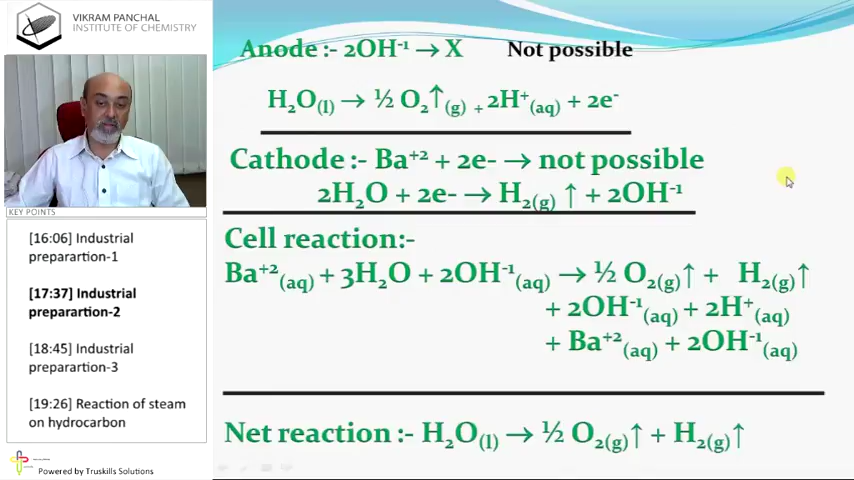 VIKRAM PANCHAL
INSTITUTE OF CHEMISTRY
KEY POINTS
[16:06] Industrial
preparartion-1
[17:37] Industrial
preparartion-2
[18:45] Industrial
preparartion-3
[19:26] Reaction of steam
on hydrocarbon
Powered by Truskills Solutions
Anode :- 2OH⁻¹ → X Not possible
H₂O₍l₎ → ½ O₂↑₍g₎ + 2H⁺₍aq₎ + 2e⁻
Cathode :- Ba⁺² + 2e- → not possible
2H₂O + 2e- → H₂₍g₎ ↑ + 2OH⁻¹
Cell reaction:-
Ba⁺²₍aq₎ + 3H₂O + 2OH⁻¹₍aq₎ → ½ O₂₍g₎↑ + H₂₍g₎↑
+ 2OH⁻¹₍aq₎ + 2H⁺₍aq₎
+ Ba⁺²₍aq₎ + 2OH⁻¹₍aq₎
Net reaction :- H₂O₍l₎ → ½ O₂₍g₎↑ + H₂₍g₎↑